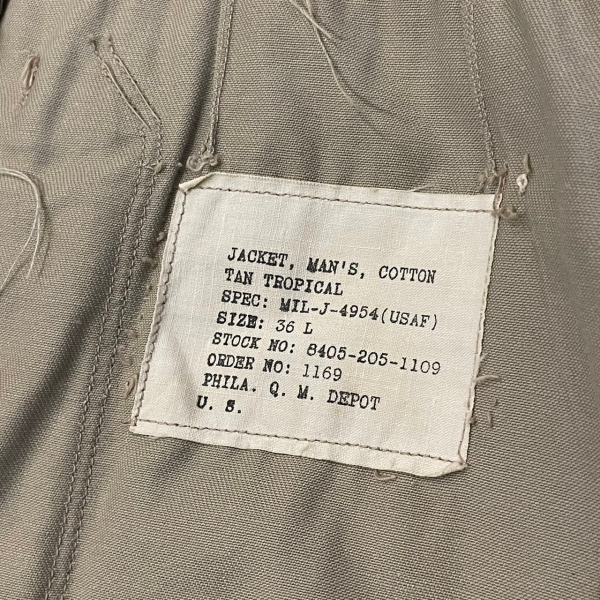 JACKET, MAN'S, COTTON
TAN TROPICAL
SPEC: MIL-J-4954(USAF)
SIZE: 36 L
STOCK NO: 8405-205-1109
ORDER NO: 1169
PHILA. Q. M. DEPOT
U. S.